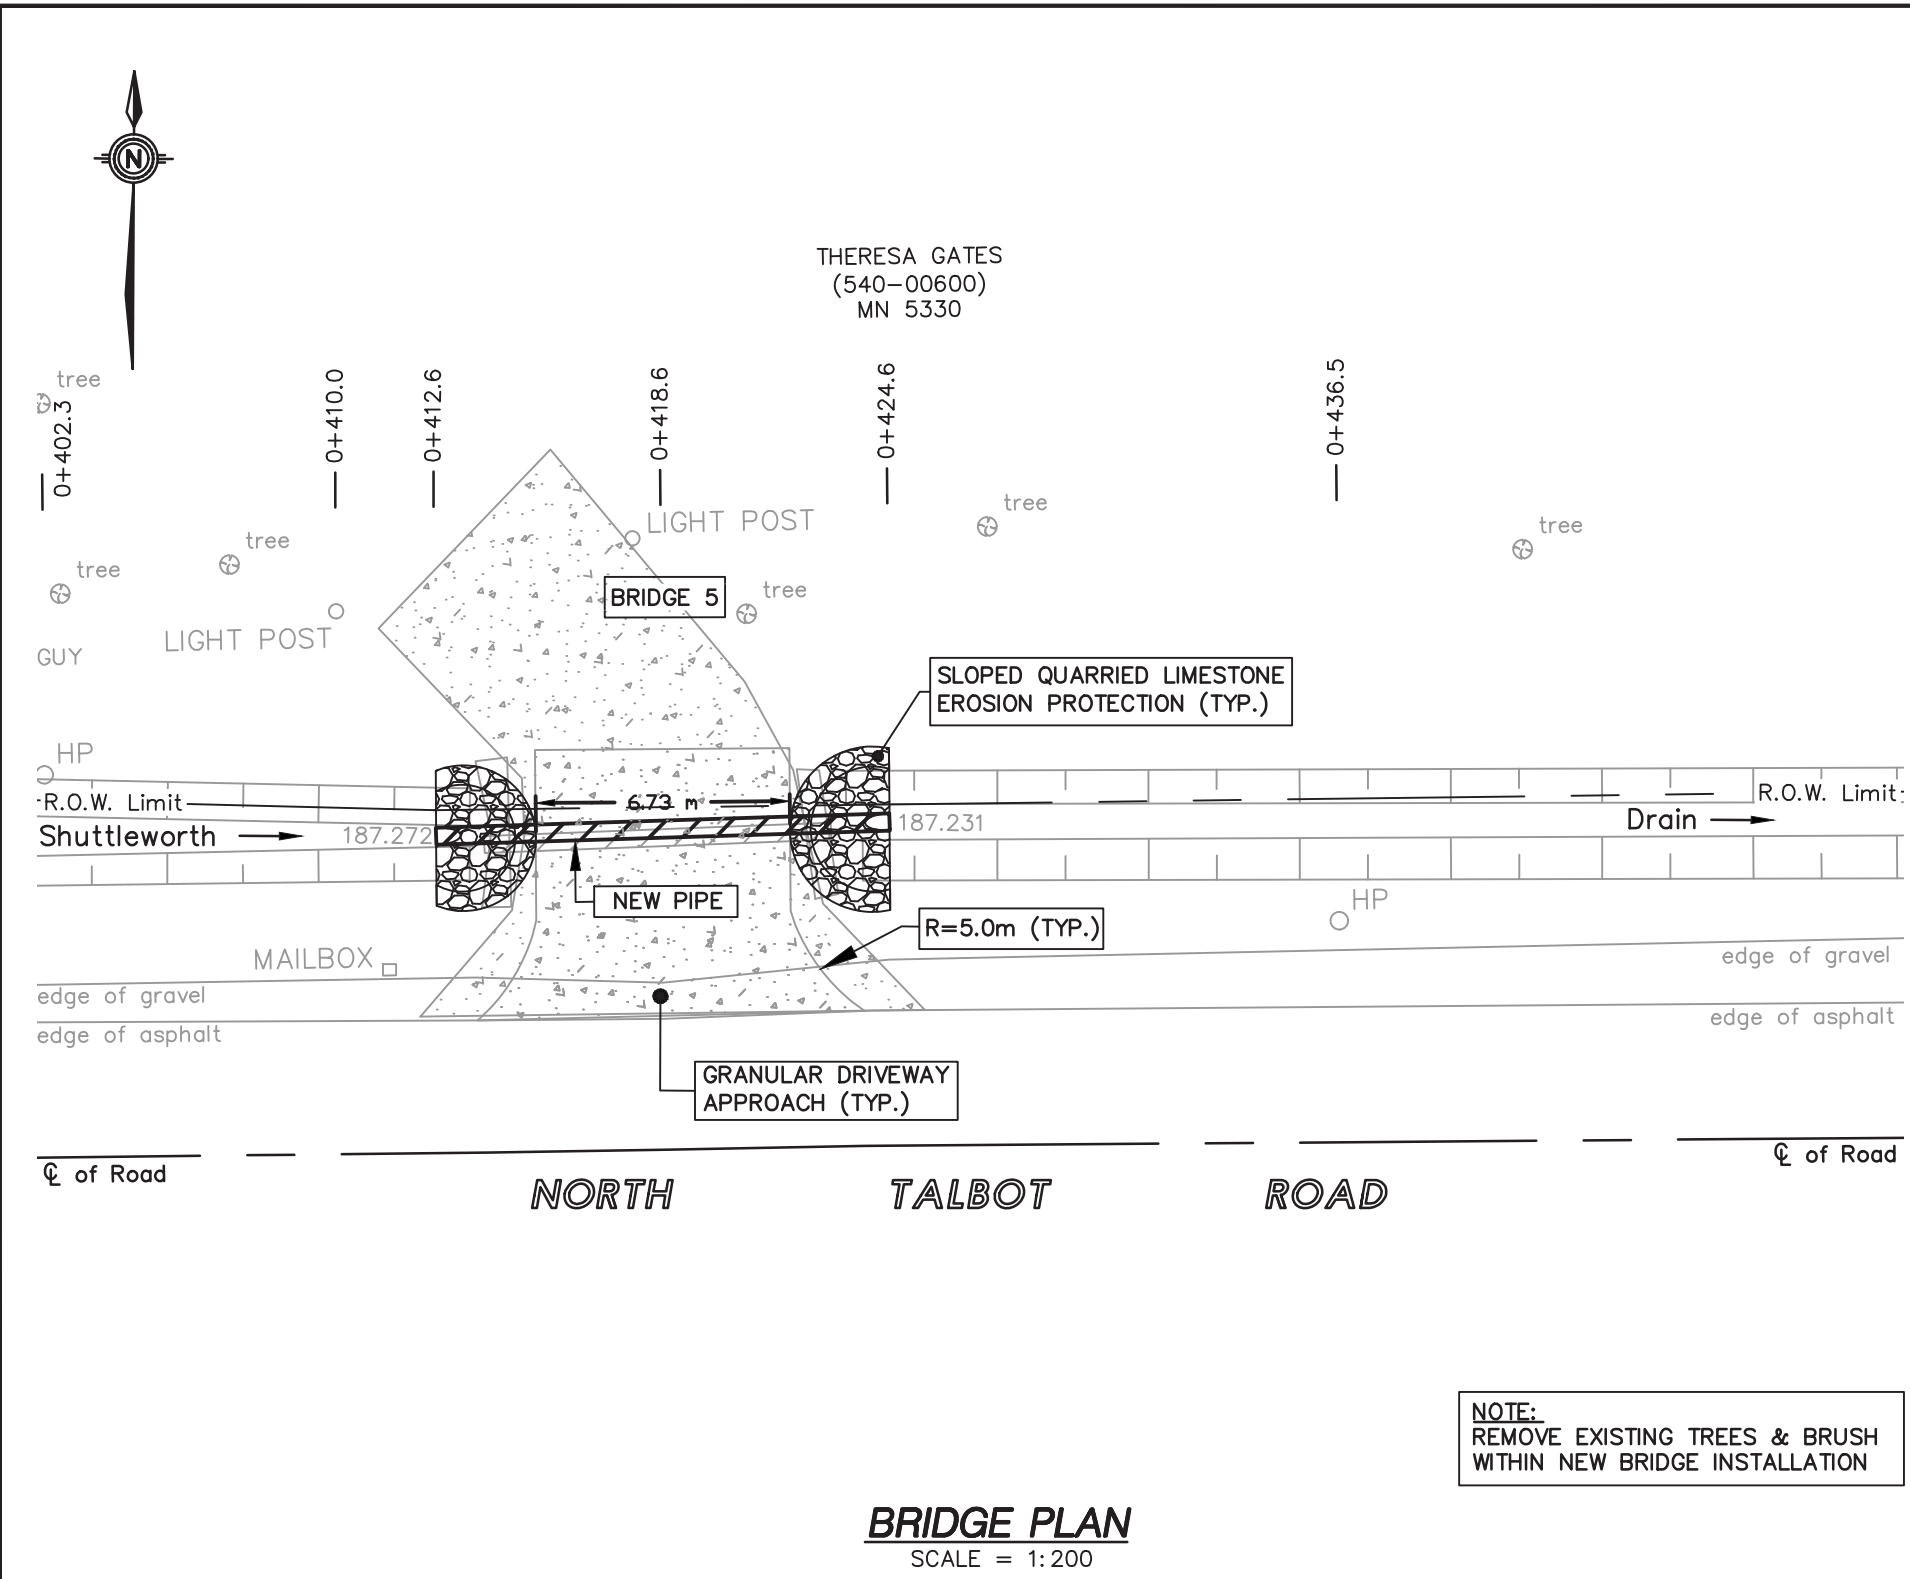 N
THERESA GATES
(540-00600)
MN 5330
tree
0+402.3
0+410.0
0+412.6
0+418.6
0+424.6
0+436.5
LIGHT POST
tree
tree
tree
tree
BRIDGE 5
tree
LIGHT POST
GUY
SLOPED QUARRIED LIMESTONE
EROSION PROTECTION (TYP.)
HP
R.O.W. Limit
6.73 m
R.O.W. Limit
Shuttleworth
187.272
187.231
Drain
NEW PIPE
HP
R=5.0m (TYP.)
MAILBOX
edge of gravel
edge of gravel
edge of asphalt
edge of asphalt
GRANULAR DRIVEWAY
APPROACH (TYP.)
℄ of Road
℄ of Road
NORTH TALBOT ROAD
NOTE:
REMOVE EXISTING TREES & BRUSH
WITHIN NEW BRIDGE INSTALLATION
BRIDGE PLAN
SCALE = 1:200